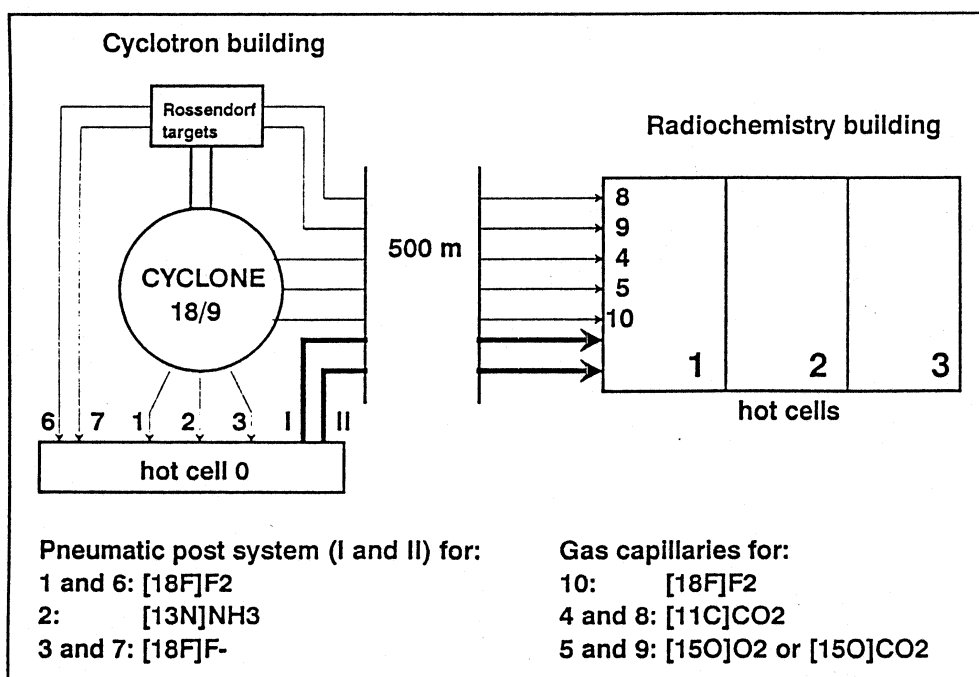 Cyclotron building
Rossendorf
targets
Radiochemistry building
8
9
500 m
4
CYCLONE
18/9
5
10
1 2 3
hot cells
6 7 1 2 3 I II
hot cell 0
Pneumatic post system (I and II) for:
1 and 6: [18F]F2
2: [13N]NH3
3 and 7: [18F]F-
Gas capillaries for:
10: [18F]F2
4 and 8: [11C]CO2
5 and 9: [15O]O2 or [15O]CO2